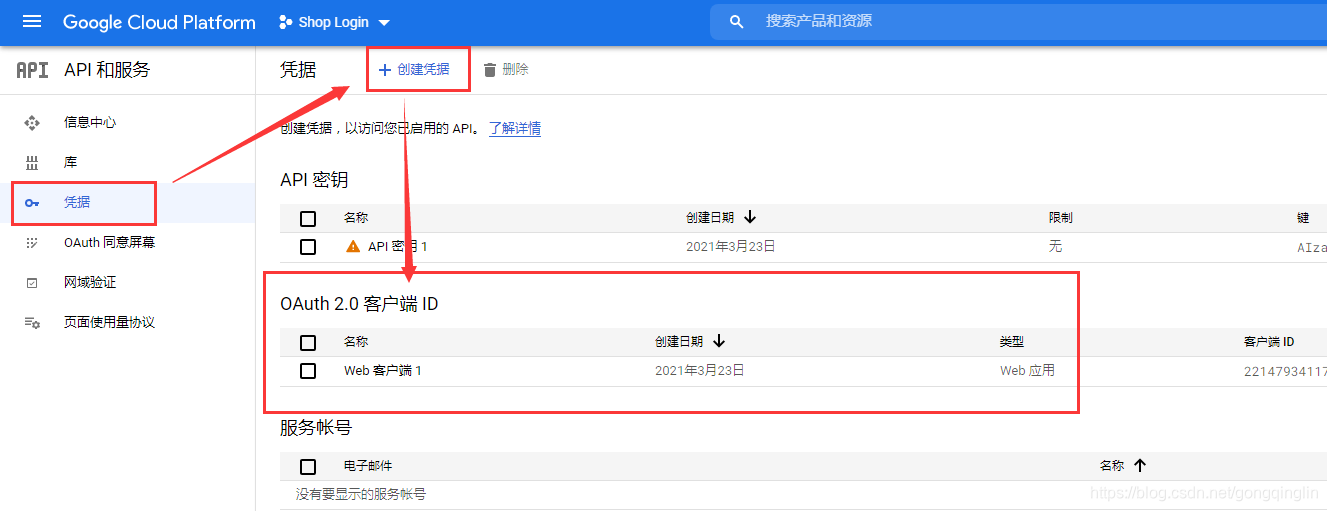 Google Cloud Platform Shop Login 搜索产品和资源
API API 和服务 凭据 + 创建凭据 删除
信息中心
创建凭据，以访问您已启用的 API。 了解详情
库
API 密钥
凭据
名称 创建日期 限制 键
OAuth 同意屏幕
API 密钥 1 2021年3月23日 无 AIza
网域验证
OAuth 2.0 客户端 ID
页面使用量协议
名称 创建日期 类型 客户端 ID
Web 客户端 1 2021年3月23日 Web 应用 22147934117
服务帐号
电子邮件 名称
没有要显示的服务帐号
https://blog.csdn.net/gongqinglin